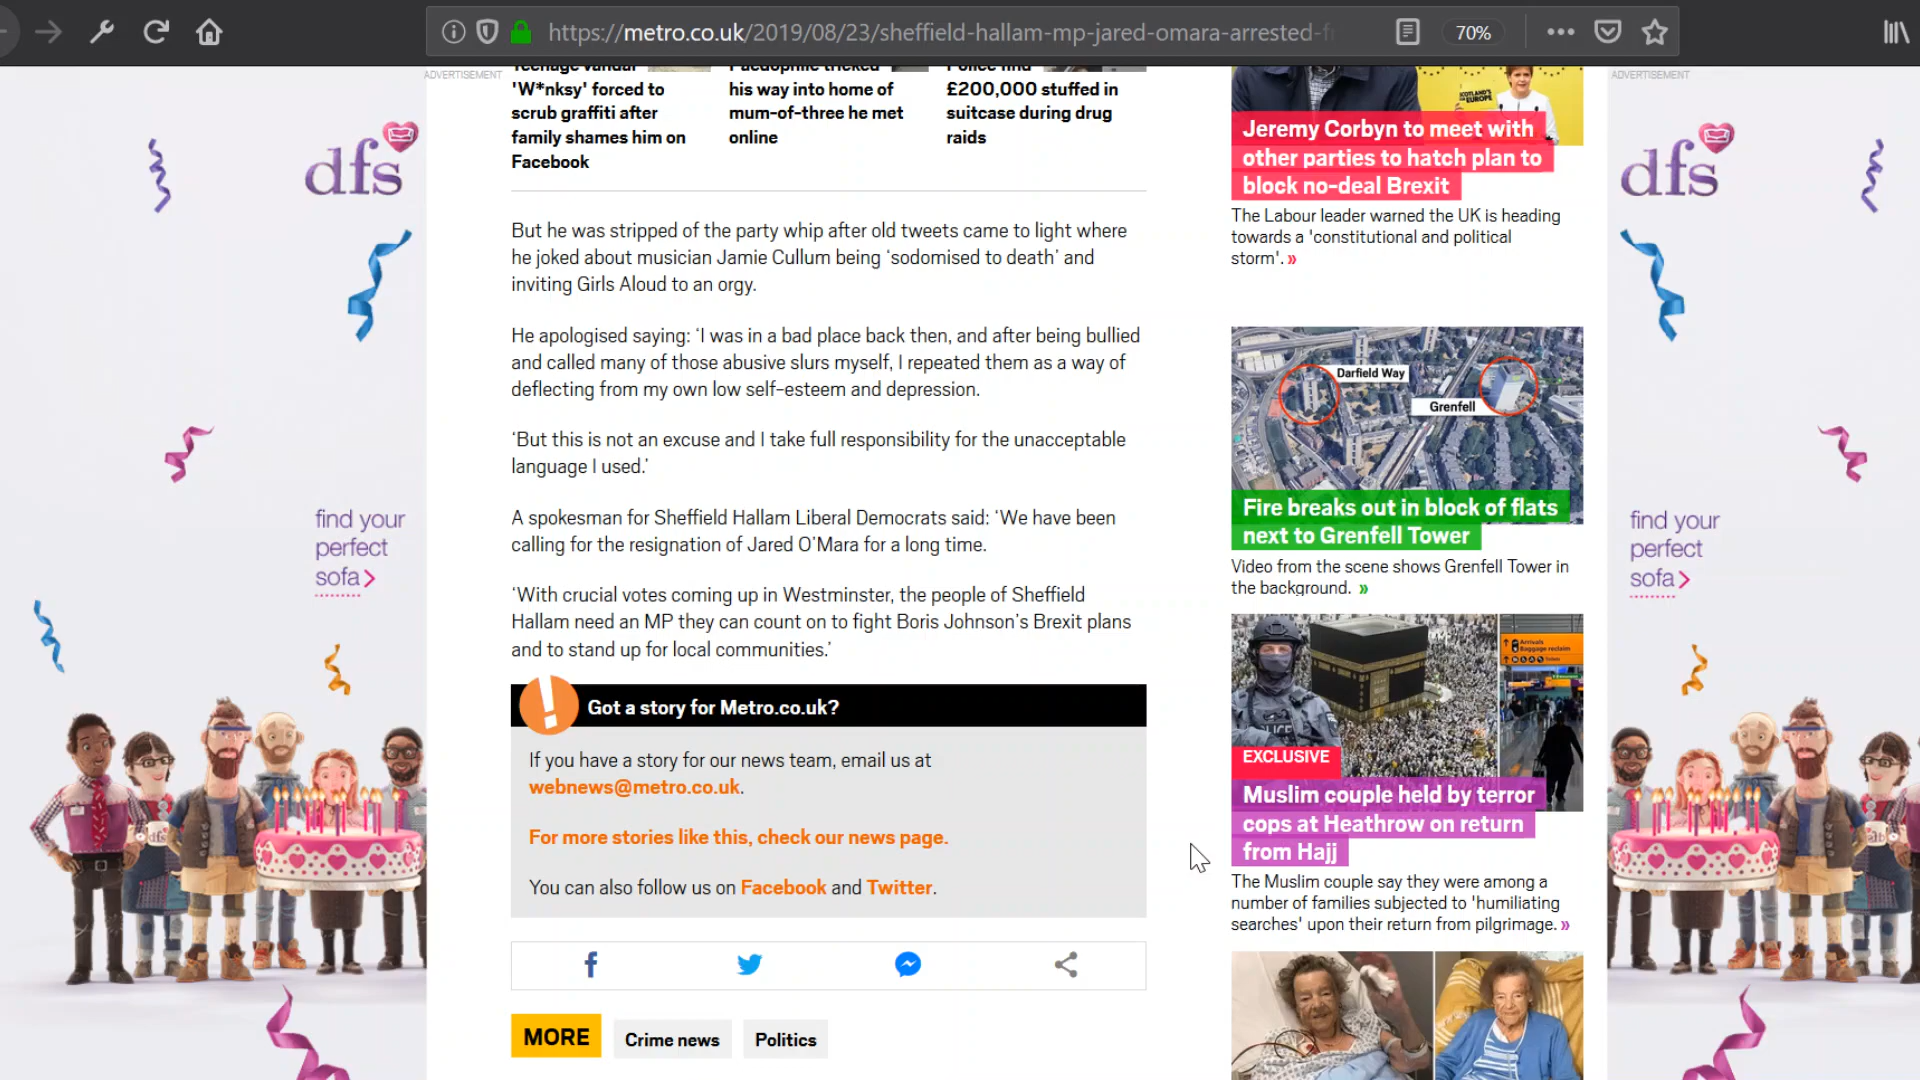 https://metro.co.uk/2019/08/23/sheffield-hallam-mp-jared-omara-arrested-f
70%
ADVERTISEMENT
Teenage vandal
'W*nksy' forced to
scrub graffiti after
family shames him on
Facebook
Paedophile tricked
his way into home of
mum-of-three he met
online
Police find
£200,000 stuffed in
suitcase during drug
raids
But he was stripped of the party whip after old tweets came to light where
he joked about musician Jamie Cullum being ‘sodomised to death’ and
inviting Girls Aloud to an orgy.
He apologised saying: ‘I was in a bad place back then, and after being bullied
and called many of those abusive slurs myself, I repeated them as a way of
deflecting from my own low self-esteem and depression.
‘But this is not an excuse and I take full responsibility for the unacceptable
language I used.’
A spokesman for Sheffield Hallam Liberal Democrats said: ‘We have been
calling for the resignation of Jared O’Mara for a long time.
‘With crucial votes coming up in Westminster, the people of Sheffield
Hallam need an MP they can count on to fight Boris Johnson’s Brexit plans
and to stand up for local communities.’
! Got a story for Metro.co.uk?
If you have a story for our news team, email us at
webnews@metro.co.uk.
For more stories like this, check our news page.
You can also follow us on Facebook and Twitter.
MORE
Crime news
Politics
SCOTLAND'S
EUROPE
Jeremy Corbyn to meet with
other parties to hatch plan to
block no-deal Brexit
The Labour leader warned the UK is heading
towards a 'constitutional and political
storm'. »
Darfield Way
Grenfell
Fire breaks out in block of flats
next to Grenfell Tower
Video from the scene shows Grenfell Tower in
the background. »
POLICE
Arrivals
Baggage reclaim
EXCLUSIVE
Muslim couple held by terror
cops at Heathrow on return
from Hajj
The Muslim couple say they were among a
number of families subjected to 'humiliating
searches' upon their return from pilgrimage. »
dfs
find your
perfect
sofa >
dfs
ADVERTISEMENT
dfs
find your
perfect
sofa >